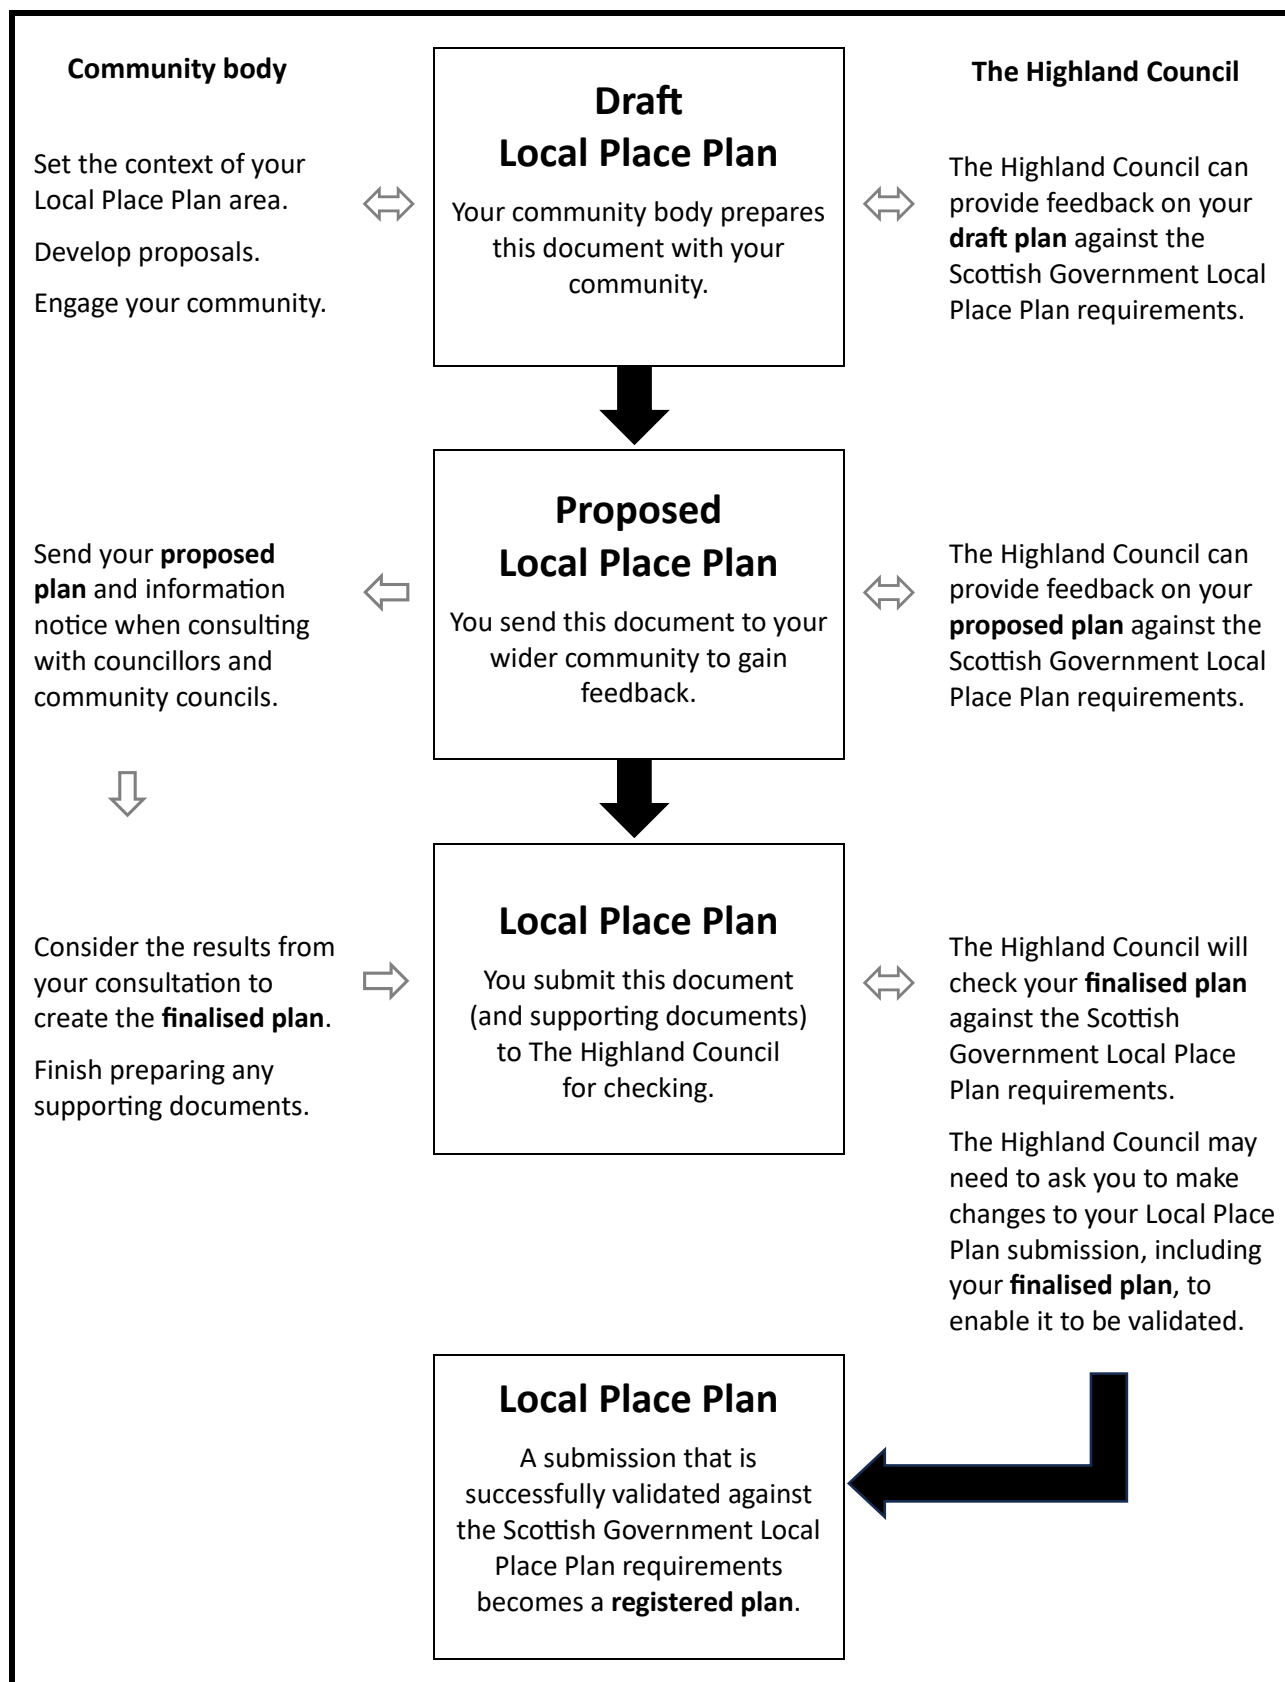 Community body
The Highland Council
Draft
Local Place Plan
Your community body prepares
this document with your
community.
Set the context of your
Local Place Plan area.
Develop proposals.
Engage your community.
The Highland Council can
provide feedback on your
draft plan against the
Scottish Government Local
Place Plan requirements.
Proposed
Local Place Plan
You send this document to your
wider community to gain
feedback.
Send your proposed
plan and information
notice when consulting
with councillors and
community councils.
The Highland Council can
provide feedback on your
proposed plan against the
Scottish Government Local
Place Plan requirements.
Local Place Plan
You submit this document
(and supporting documents)
to The Highland Council
for checking.
Consider the results from
your consultation to
create the finalised plan.
Finish preparing any
supporting documents.
The Highland Council will
check your finalised plan
against the Scottish
Government Local Place
Plan requirements.
The Highland Council may
need to ask you to make
changes to your Local Place
Plan submission, including
your finalised plan, to
enable it to be validated.
Local Place Plan
A submission that is
successfully validated against
the Scottish Government Local
Place Plan requirements
becomes a registered plan.